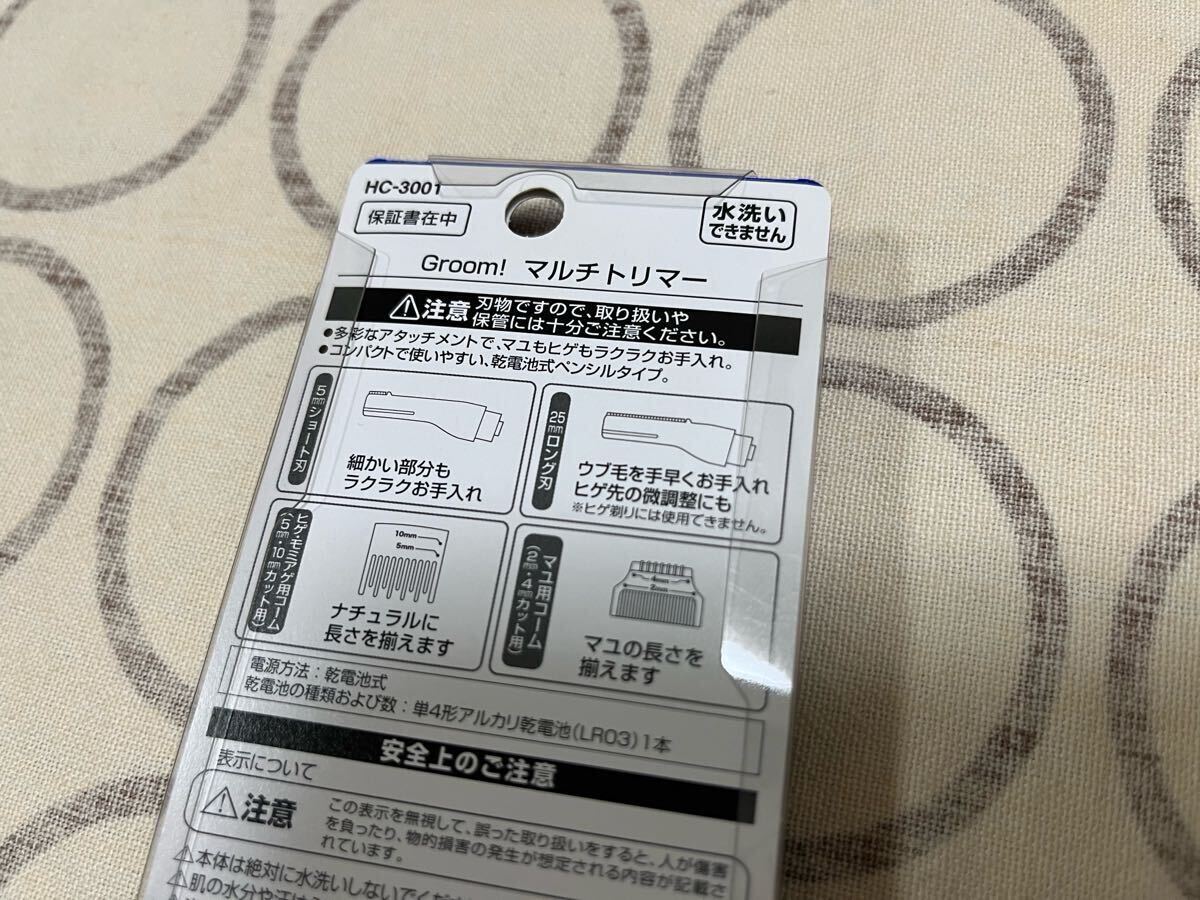 HC-3001
保証書在中
水洗い
できません
Groom! マルチトリマー
注意 刃物ですので、取り扱いや
保管には十分ご注意ください。
●多彩なアタッチメントで、マユもヒゲもラクラクお手入れ。
●コンパクトで使いやすい、乾電池式ペンシルタイプ。
5mmショート刃
細かい部分も
ラクラクお手入れ
25mmロング刃
ウブ毛を手早くお手入れ
ヒゲ先の微調整にも
※ヒゲ剃りには使用できません。
ヒゲ・モミアゲ用コーム
(5mm・10mmカット用)
10mm
5mm
ナチュラルに
長さを揃えます
マユ用コーム
(2mm・4mmカット用)
4mm
2mm
マユの長さを
揃えます
電源方法：乾電池式
乾電池の種類および数：単4形アルカリ乾電池(LR03)1本
安全上のご注意
表示について
注意
この表示を無視して、誤った取り扱いをすると、人が傷害
を負ったり、物的損害の発生が想定される内容が記載さ
れています。
本体は絶対に水洗いしないでくだ
肌の水分や汗は